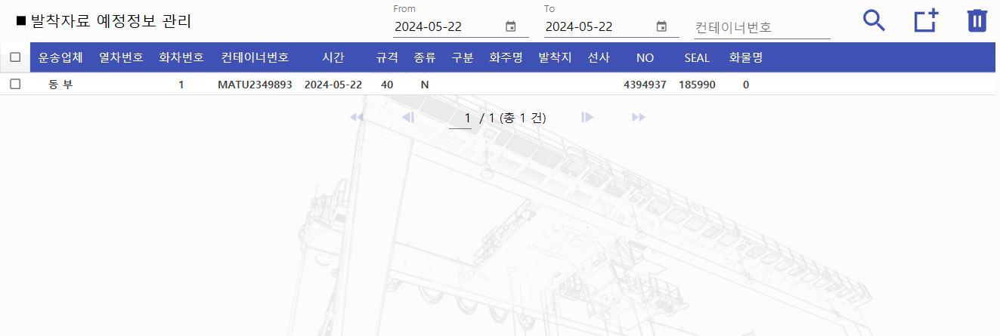 ■ 발착자료 예정정보 관리
From To
2024-05-22 2024-05-22 컨테이너번호
운송업체 열차번호 화차번호 컨테이너번호 시간 규격 종류 구분 화주명 발착지 선사 NO SEAL 화물명
동 부 1 MATU2349893 2024-05-22 40 N 4394937 185990 0
1 / 1 (총 1 건)